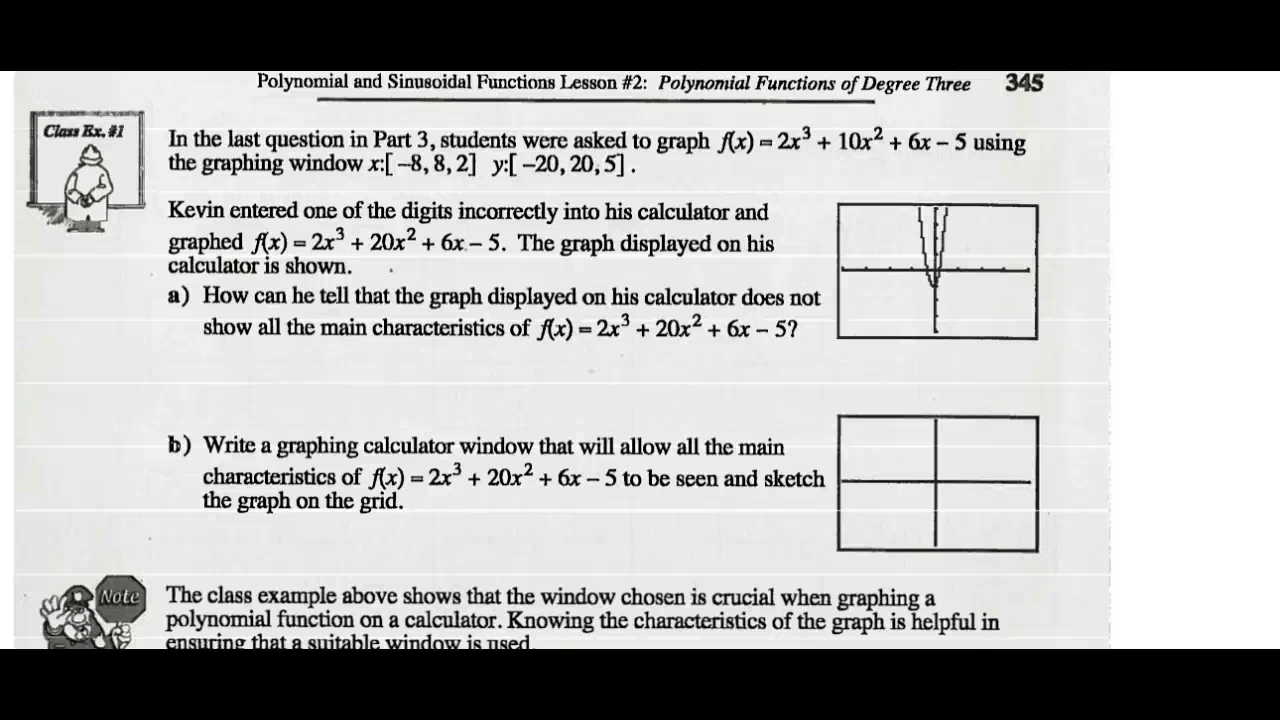 Polynomial and Sinusoidal Functions Lesson #2: Polynomial Functions of Degree Three 345
Class Ex. #1
In the last question in Part 3, students were asked to graph f(x) = 2x³ + 10x² + 6x – 5 using
the graphing window x:[ –8, 8, 2] y:[ –20, 20, 5] .
Kevin entered one of the digits incorrectly into his calculator and
graphed f(x) = 2x³ + 20x² + 6x – 5. The graph displayed on his
calculator is shown.
a) How can he tell that the graph displayed on his calculator does not
show all the main characteristics of f(x) = 2x³ + 20x² + 6x – 5?
b) Write a graphing calculator window that will allow all the main
characteristics of f(x) = 2x³ + 20x² + 6x – 5 to be seen and sketch
the graph on the grid.
Note
The class example above shows that the window chosen is crucial when graphing a
polynomial function on a calculator. Knowing the characteristics of the graph is helpful in
ensuring that a suitable window is used.